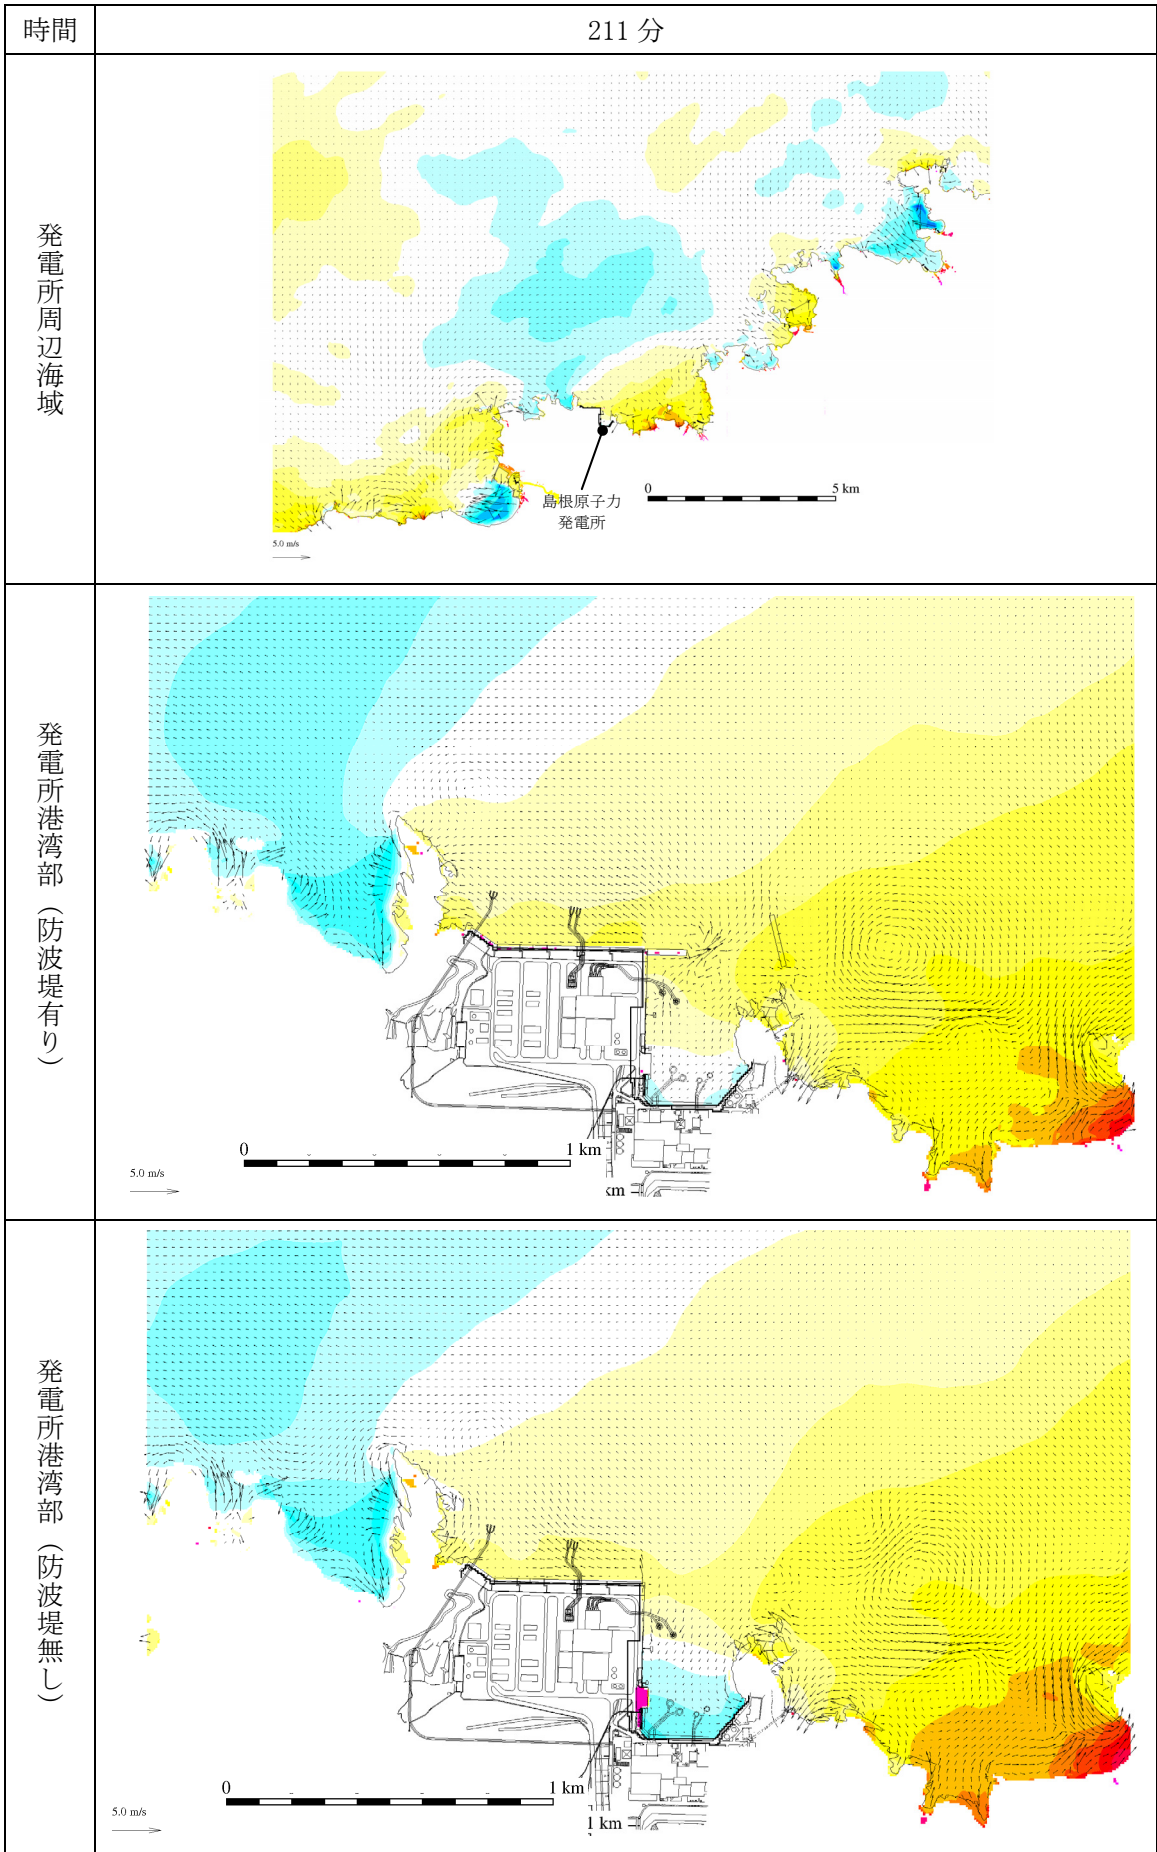 時間
211 分
発電所周辺海域
島根原子力
発電所
0 5 km
5.0 m/s
発電所港湾部（防波堤有り）
0 1 km
5.0 m/s
km
発電所港湾部（防波堤無し）
0 1 km
5.0 m/s
1 km